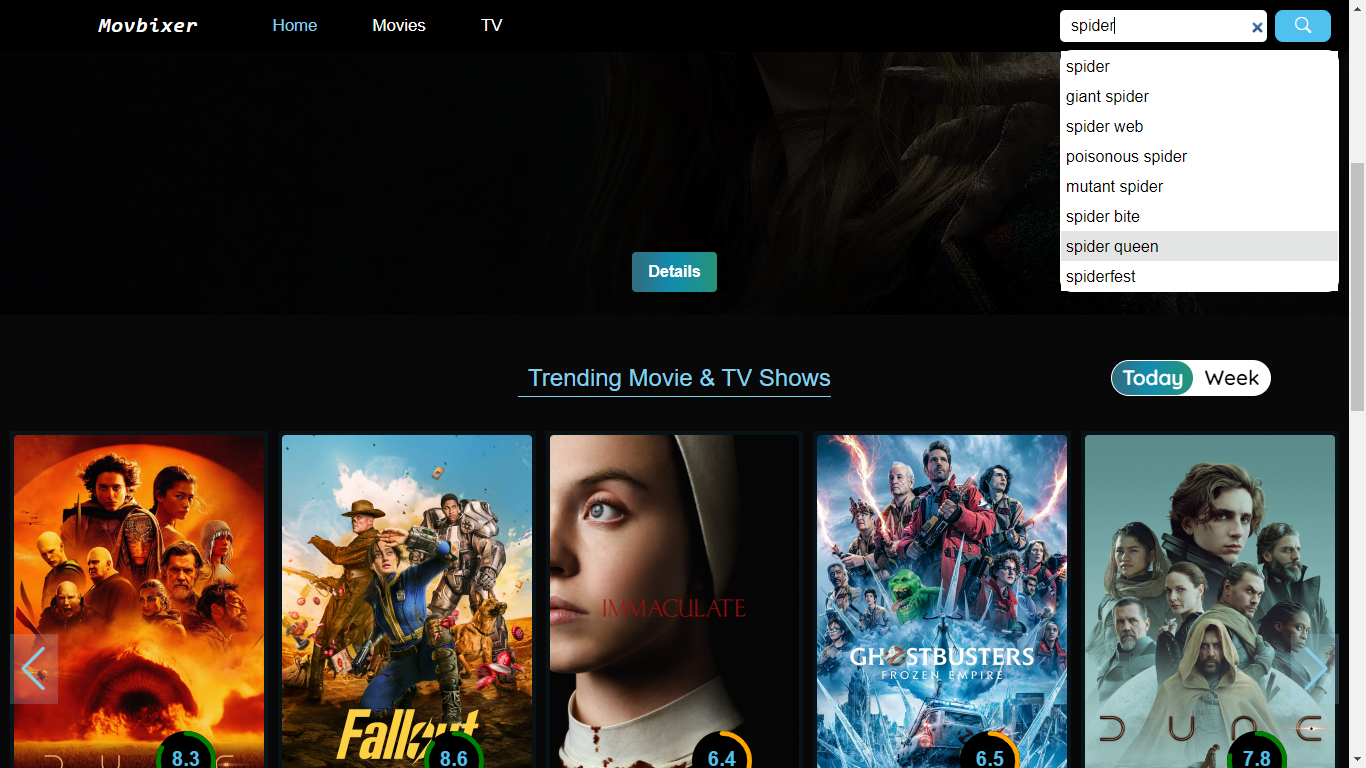 Movbixer Home Movies TV spider
spider
giant spider
spider web
poisonous spider
mutant spider
spider bite
spider queen
spiderfest
Details
Trending Movie & TV Shows
Today Week
IMMACULATE
GHOSTBUSTERS
FROZEN EMPIRE
Fallout
DUNE
DUNE
8.3 8.6 6.4 6.5 7.8